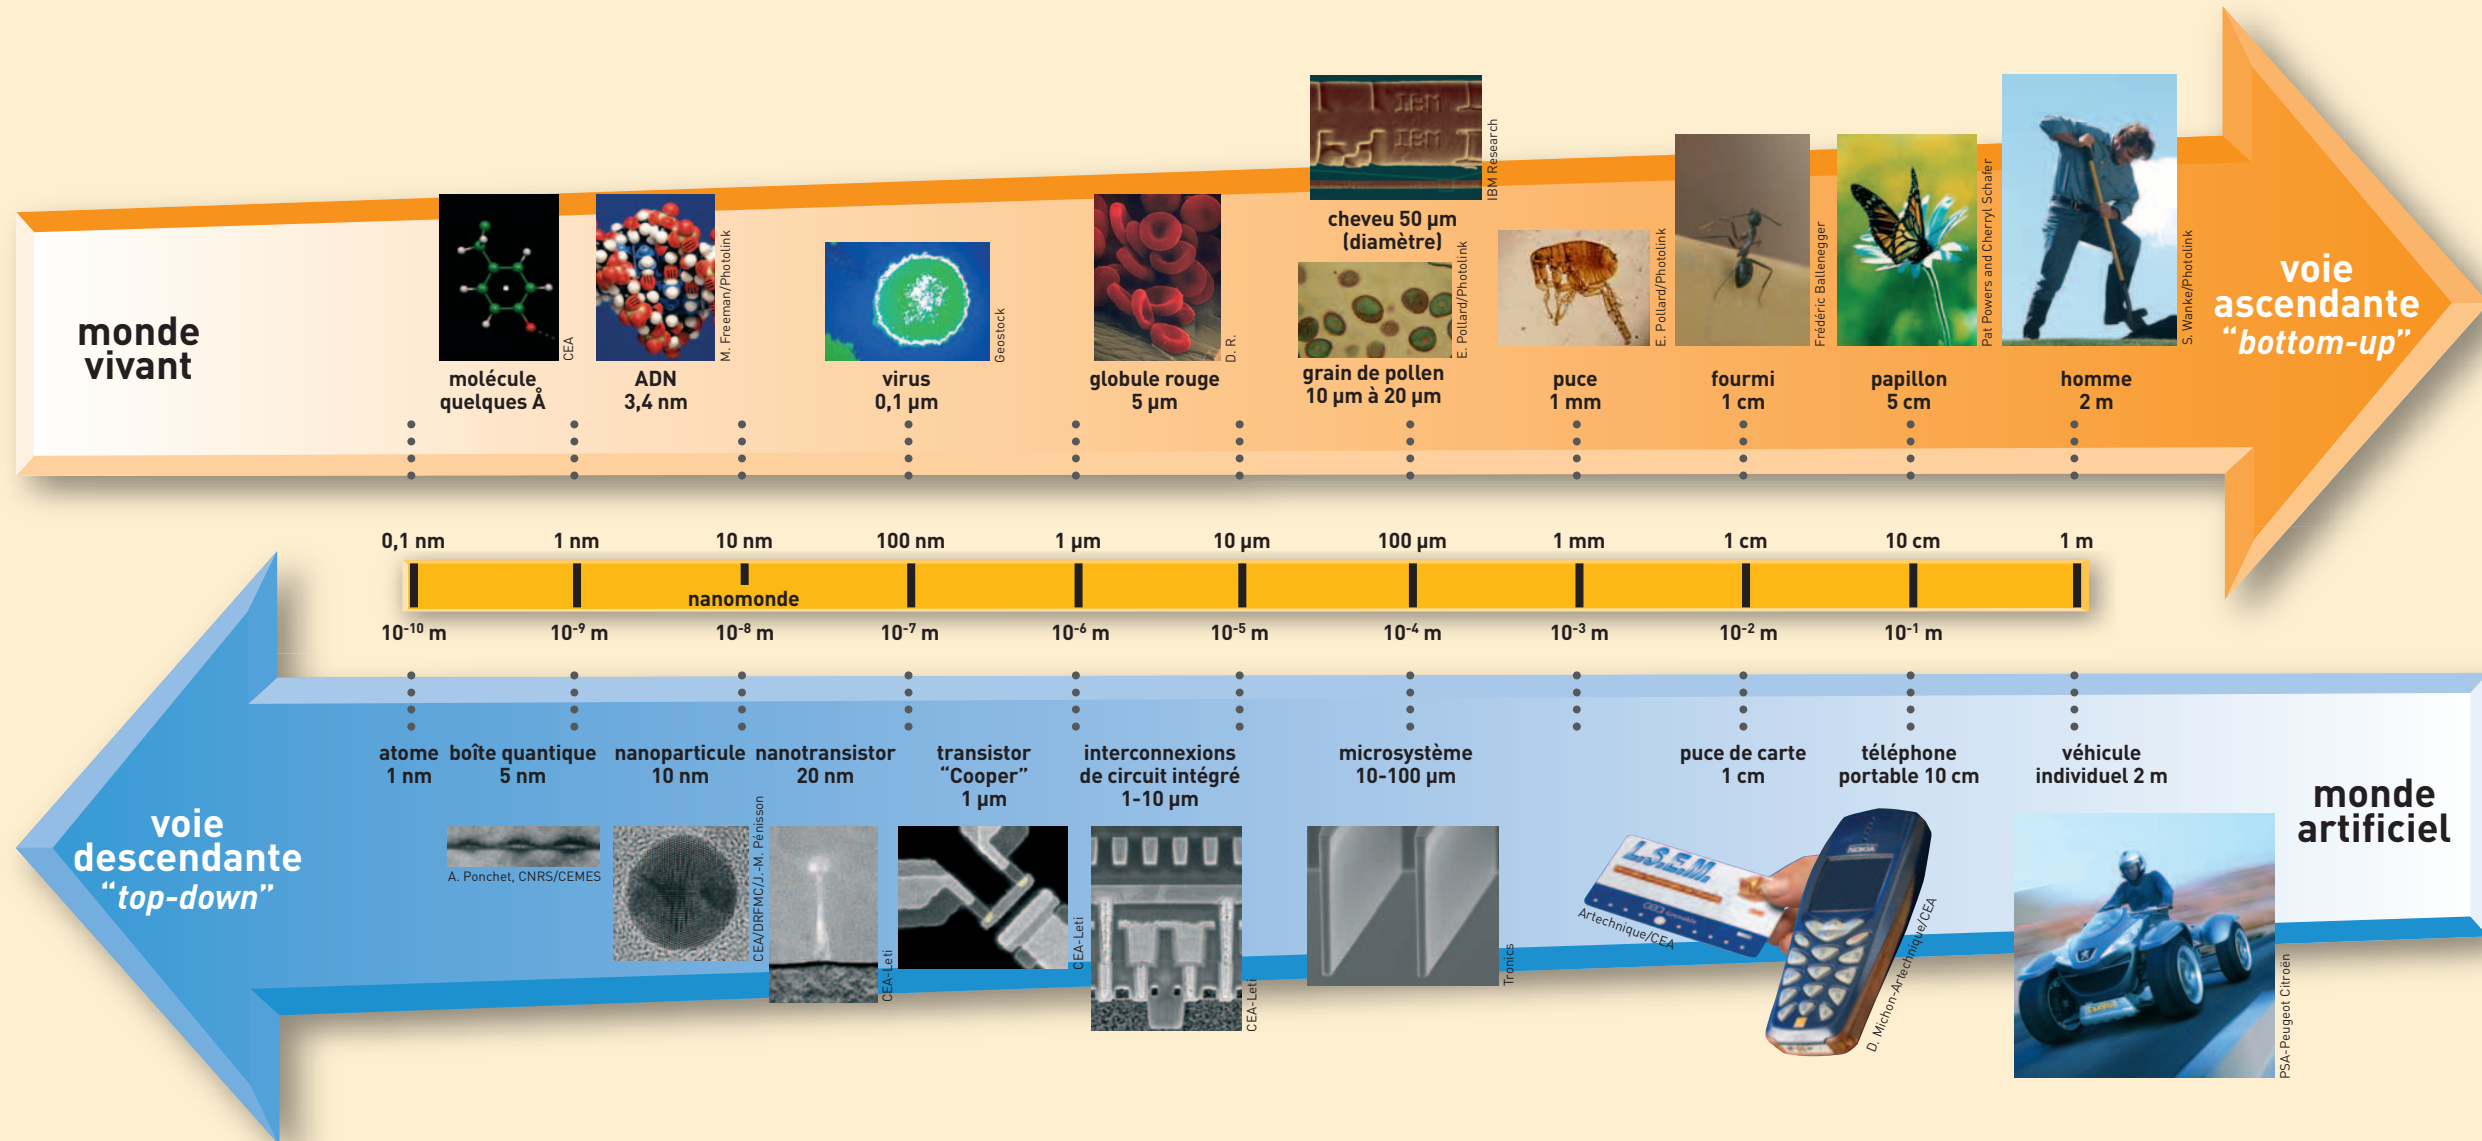 IBM
IBM
IBM Research
cheveu 50 µm
(diamètre)
monde
vivant
CEA
molécule
quelques Å
M. Freeman/Photolink
ADN
3,4 nm
Geostock
virus
0,1 µm
D. R.
globule rouge
5 µm
E. Pollard/Photolink
grain de pollen
10 µm à 20 µm
E. Pollard/Photolink
puce
1 mm
Frédéric Ballenegger
fourmi
1 cm
Pat Powers and Cherryl Schafer
papillon
5 cm
S. Wanke/Photolink
homme
2 m
voie
ascendante
“bottom-up”
0,1 nm
1 nm
10 nm
100 nm
1 µm
10 µm
100 µm
1 mm
1 cm
10 cm
1 m
nanomonde
10⁻¹⁰ m
10⁻⁹ m
10⁻⁸ m
10⁻⁷ m
10⁻⁶ m
10⁻⁵ m
10⁻⁴ m
10⁻³ m
10⁻² m
10⁻¹ m
voie
descendante
“top-down”
atome
1 nm
boîte quantique
5 nm
A. Ponchet, CNRS/CEMES
nanoparticule
10 nm
CEA/DRFMC/J.-M. Pénisson
nanotransistor
20 nm
CEA-Leti
transistor
“Cooper”
1 µm
CEA-Leti
interconnexions
de circuit intégré
1-10 µm
CEA-Leti
microsystème
10-100 µm
Tronics
puce de carte
1 cm
L.S.E.M.
Grenoble
Artechnique/CEA
téléphone
portable 10 cm
NOKIA
D. Michon-Artechnique/CEA
véhicule
individuel 2 m
PSA-Peugeot Citroën
monde
artificiel